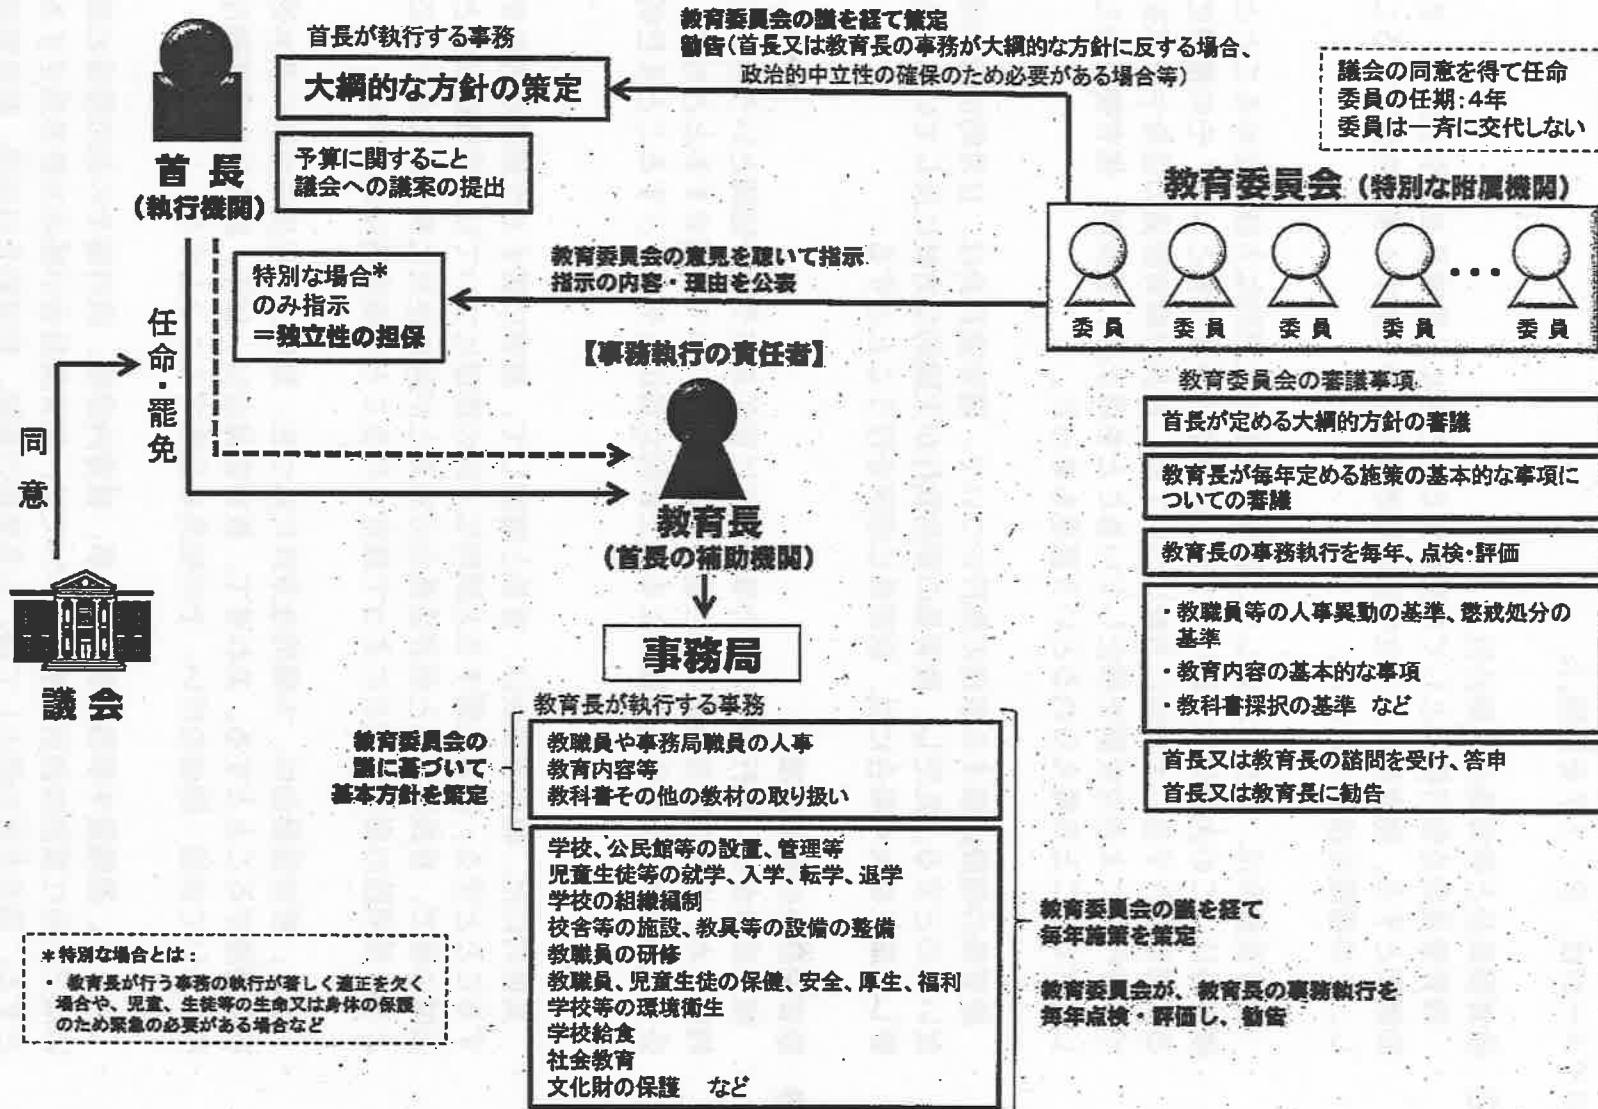 首長が執行する事務
大綱的な方針の策定
予算に関すること
議会への議案の提出
首長
(執行機関)
教育委員会の議を経て策定
勧告(首長又は教育長の事務が大綱的な方針に反する場合、
政治的中立性の確保のため必要がある場合等)
議会の同意を得て任命
委員の任期:4年
委員は一斉に交代しない
教育委員会(特別な附属機関)
委員
委員
委員
委員
…
委員
特別な場合*
のみ指示
=独立性の担保
教育委員会の意見を聴いて指示
指示の内容・理由を公表
任命・罷免
同意
議会
【事務執行の責任者】
教育長
(首長の補助機関)
事務局
教育委員会の審議事項
首長が定める大綱的方針の審議
教育長が毎年定める施策の基本的な事項に
ついての審議
教育長の事務執行を毎年、点検・評価
・教職員等の人事異動の基準、懲戒処分の
基準
・教育内容の基本的な事項
・教科書採択の基準 など
首長又は教育長の諮問を受け、答申
首長又は教育長に勧告
教育長が執行する事務
教育委員会の
議に基づいて
基本方針を策定
教職員や事務局職員の人事
教育内容等
教科書その他の教材の取り扱い
学校、公民館等の設置、管理等
児童生徒等の就学、入学、転学、退学
学校の組織編制
校舎等の施設、教具等の設備の整備
教職員の研修
教職員、児童生徒の保健、安全、厚生、福利
学校等の環境衛生
学校給食
社会教育
文化財の保護 など
教育委員会の議を経て
毎年施策を策定
教育委員会が、教育長の事務執行を
毎年点検・評価し、勧告
*特別な場合とは:
・ 教育長が行う事務の執行が著しく適正を欠く
場合や、児童、生徒等の生命又は身体の保護
のため緊急の必要がある場合など